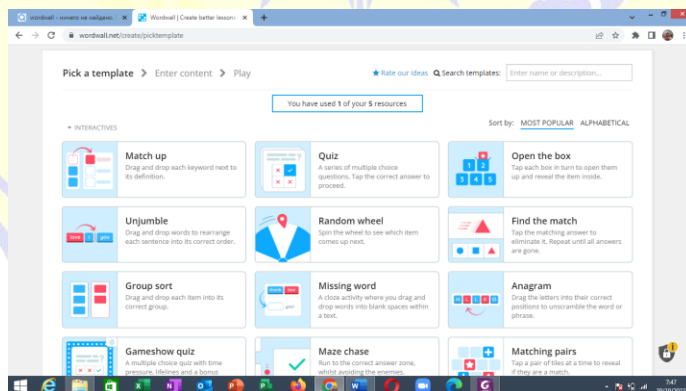 wordwall - ничего не найдено
Wordwall | Create better lesson
wordwall.net/create/picktemplate
Pick a template > Enter content > Play
Rate our ideas
Search templates:
Enter name or description...
You have used 1 of your 5 resources
INTERACTIVES
Sort by: MOST POPULAR ALPHABETICAL
Match up
Drag and drop each keyword next to
its definition.
Quiz
A series of multiple choice
questions. Tap the correct answer to
proceed.
Open the box
Tap each box in turn to open them
up and reveal the item inside.
1 2
3 4 5
Unjumble
Drag and drop words to rearrange
each sentence into its correct order.
love I you
Random wheel
Spin the wheel to see which item
comes up next.
Find the match
Tap the matching answer to
eliminate it. Repeat until all answers
are gone.
Group sort
Drag and drop each item into its
correct group.
Missing word
A cloze activity where you drag and
drop words into blank spaces within
a text.
Anagram
Drag the letters into their correct
positions to unscramble the word or
phrase.
Gameshow quiz
A multiple choice quiz with time
pressure, lifelines and a bonus
Maze chase
Run to the correct answer zone,
whilst avoiding the enemies.
Matching pairs
Tap a pair of tiles at a time to reveal
if they are a match.
7:47